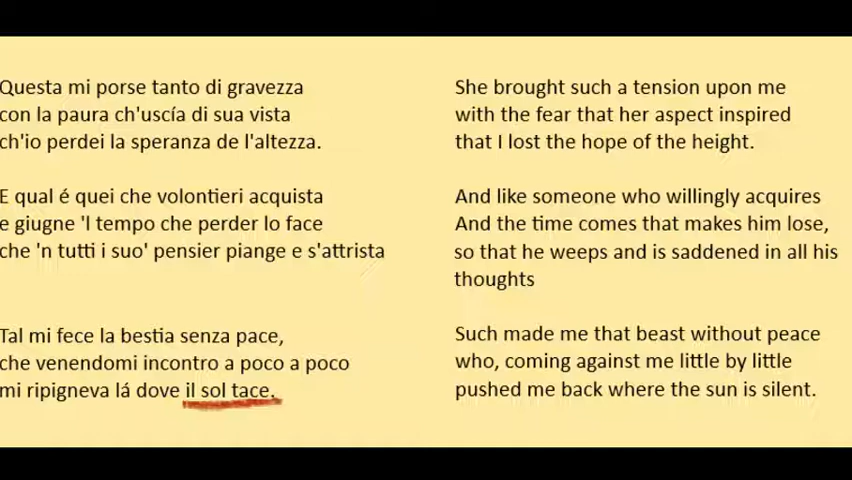 Questa mi porse tanto di gravezza
con la paura ch'uscía di sua vista
ch'io perdei la speranza de l'altezza.
E qual é quei che volontieri acquista
e giugne 'l tempo che perder lo face
che 'n tutti i suo' pensier piange e s'attrista
Tal mi fece la bestia senza pace,
che venendomi incontro a poco a poco
mi ripigneva lá dove il sol tace.
She brought such a tension upon me
with the fear that her aspect inspired
that I lost the hope of the height.
And like someone who willingly acquires
And the time comes that makes him lose,
so that he weeps and is saddened in all his
thoughts
Such made me that beast without peace
who, coming against me little by little
pushed me back where the sun is silent.